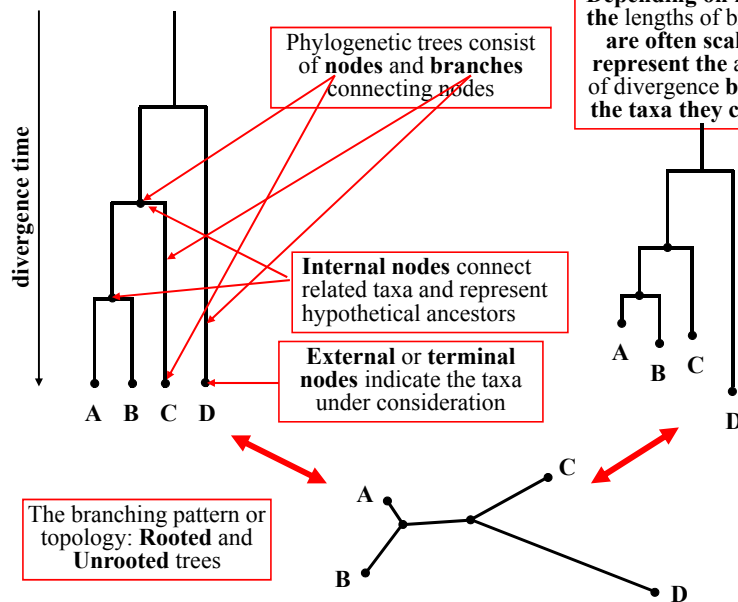 Phylogenetic trees consist
of nodes and branches
connecting nodes
the lengths of
are often
represent the
of divergence
the taxa they
divergence time
Internal nodes connect
related taxa and represent
hypothetical ancestors
External or terminal
nodes indicate the taxa
under consideration
A B C D
A
B
C
D
The branching pattern or
topology: Rooted and
Unrooted trees
A
B
C
D